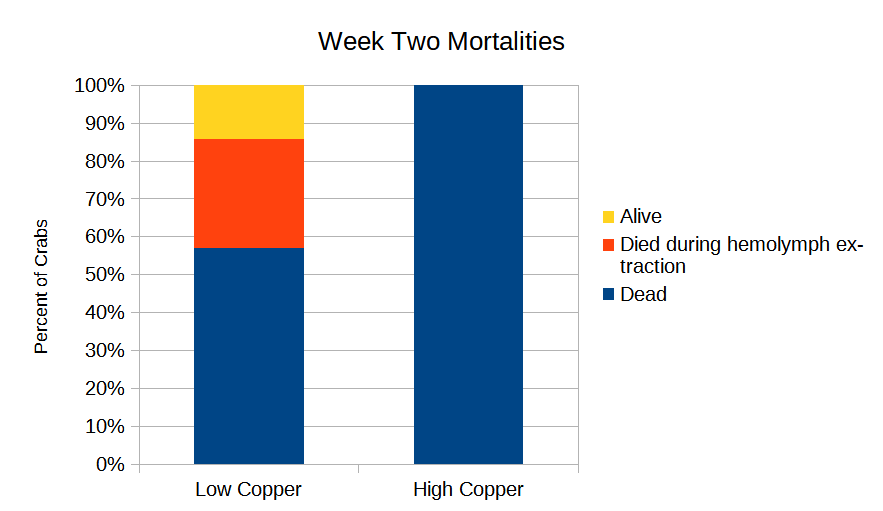 Week Two Mortalities
100%
90%
80%
70%
60%
50%
40%
30%
20%
10%
0%
Percent of Crabs
Low Copper
High Copper
Alive
Died during hemolymph ex-
traction
Dead